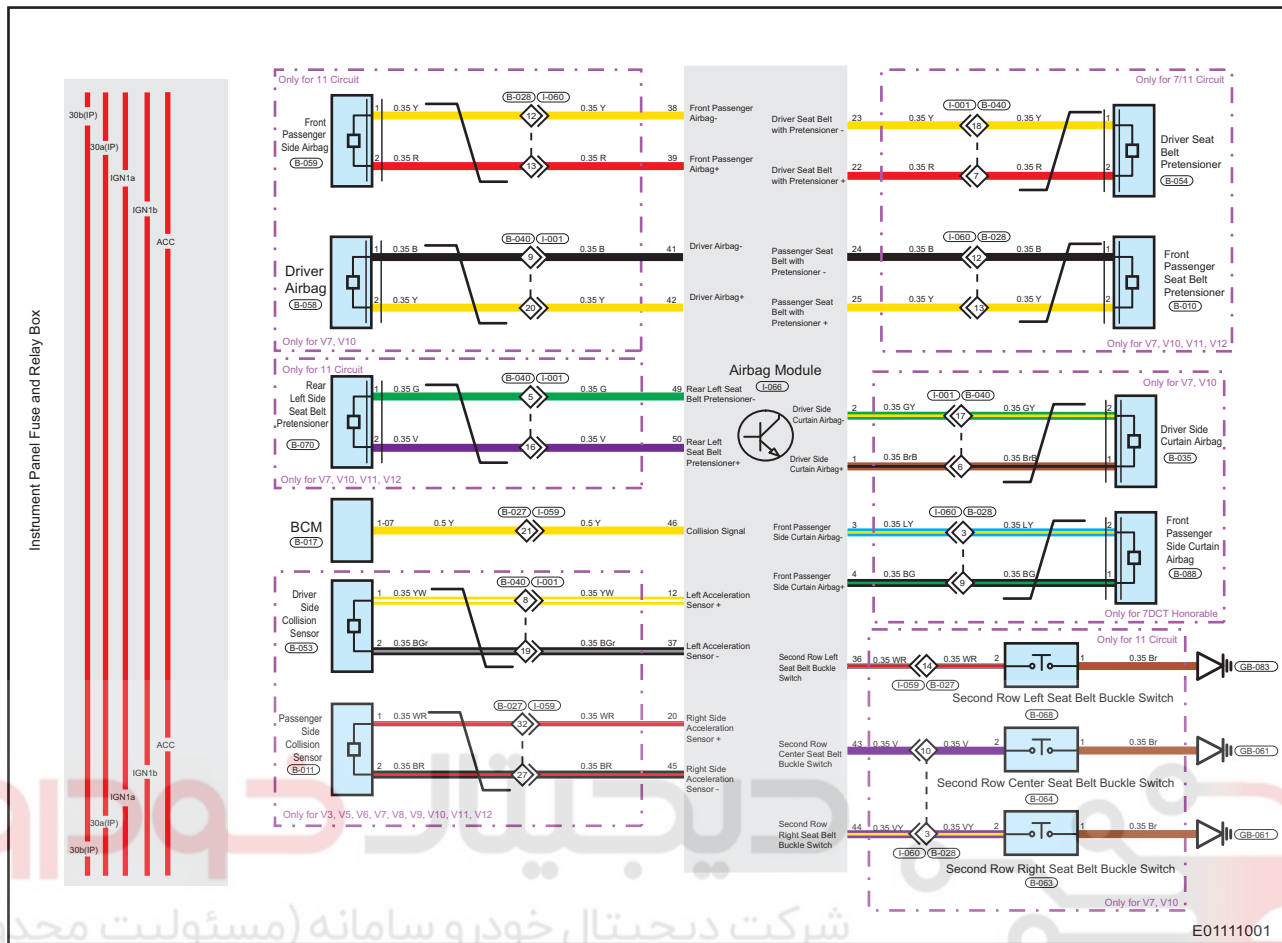 Instrument Panel Fuse and Relay Box
30b(IP)
30a(IP)
IGN1a
IGN1b
ACC
ACC
IGN1b
IGN1a
30a(IP)
30b(IP)
Only for 11 Circuit
Front
Passenger
Side Airbag
B-059
1 0.35 Y
B-028 I-060
12
0.35 Y
38
Front Passenger
Airbag-
2 0.35 R
13
0.35 R
39
Front Passenger
Airbag+
Driver
Airbag
B-058
1 0.35 B
B-040 I-001
9
0.35 B
41
Driver Airbag-
2 0.35 Y
20
0.35 Y
42
Driver Airbag+
Only for V7, V10
Only for 11 Circuit
Rear
Left Side
Seat Belt
Pretensioner
B-070
1 0.35 G
B-040 I-001
5
0.35 G
49
Rear Left Seat
Belt Pretensioner-
2 0.35 V
16
0.35 V
50
Rear Left
Seat Belt
Pretensioner+
Only for V7, V10, V11, V12
BCM
B-017
1-07 0.5 Y
B-027 I-059
21
0.5 Y
46
Collision Signal
Driver
Side
Collision
Sensor
B-053
1 0.35 YW
B-040 I-001
8
0.35 YW
12
Left Acceleration
Sensor +
2 0.35 BGr
19
0.35 BGr
37
Left Acceleration
Sensor -
Passenger
Side
Collision
Sensor
B-011
1 0.35 WR
B-027 I-059
32
0.35 WR
20
Right Side
Acceleration
Sensor +
2 0.35 BR
27
0.35 BR
45
Right Side
Acceleration
Sensor -
Only for V3, V5, V6, V7, V8, V9, V10, V11, V12
Airbag Module
I-066
Only for 7/11 Circuit
Driver Seat Belt
with Pretensioner -
23 0.35 Y
I-001 B-040
18
0.35 Y
1
Driver Seat Belt
with Pretensioner +
22 0.35 R
7
0.35 R
2
Driver Seat
Belt
Pretensioner
B-054
Passenger Seat
Belt with
Pretensioner -
24 0.35 B
I-060 B-028
12
0.35 B
1
Passenger Seat
Belt with
Pretensioner +
25 0.35 Y
13
0.35 Y
2
Front
Passenger
Seat Belt
Pretensioner
B-010
Only for V7, V10, V11, V12
Only for V7, V10
Driver Side
Curtain Airbag-
2 0.35 GY
I-001 B-040
17
0.35 GY
2
Driver Side
Curtain Airbag+
1 0.35 BrB
6
0.35 BrB
1
Driver Side
Curtain Airbag
B-035
Front Passenger
Side Curtain Airbag-
3 0.35 LY
I-060 B-028
3
0.35 LY
2
Front Passenger
Side Curtain Airbag+
4 0.35 BG
9
0.35 BG
1
Front
Passenger
Side Curtain
Airbag
B-088
Only for 7DCT Honorable
Only for 11 Circuit
Second Row Left
Seat Belt Buckle
Switch
36 0.35 WR
14
0.35 WR
2
1
0.35 Br
GB-083
I-059 B-027
Second Row Left Seat Belt Buckle Switch
B-068
Second Row
Center Seat Belt
Buckle Switch
43 0.35 V
10
0.35 V
2
1
0.35 Br
GB-061
Second Row Center Seat Belt Buckle Switch
B-064
Second Row
Right Seat Belt
Buckle Switch
44 0.35 VY
3
0.35 VY
2
1
0.35 Br
GB-061
I-060 B-028
Second Row Right Seat Belt Buckle Switch
B-063
Only for V7, V10
دیجیتال خودرو
شرکت دیجیتال خودرو سامانه (مسئولیت
E01111001